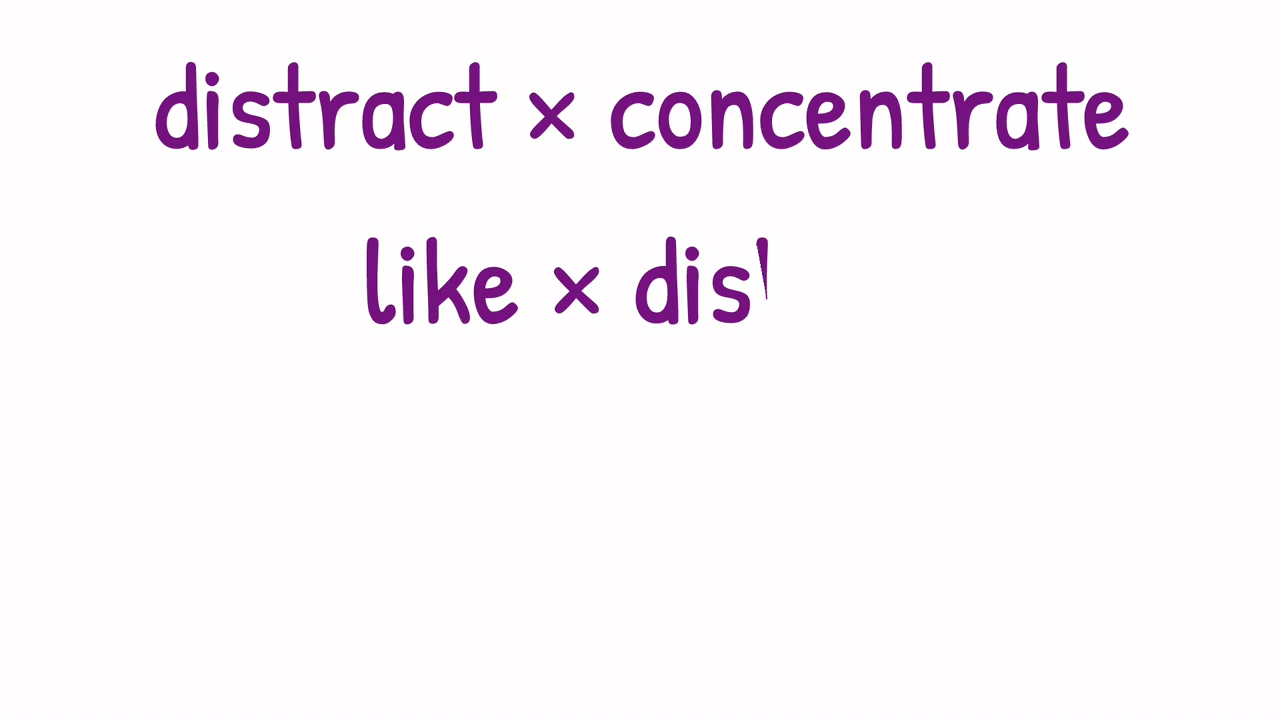 distract × concentrate
like × dis